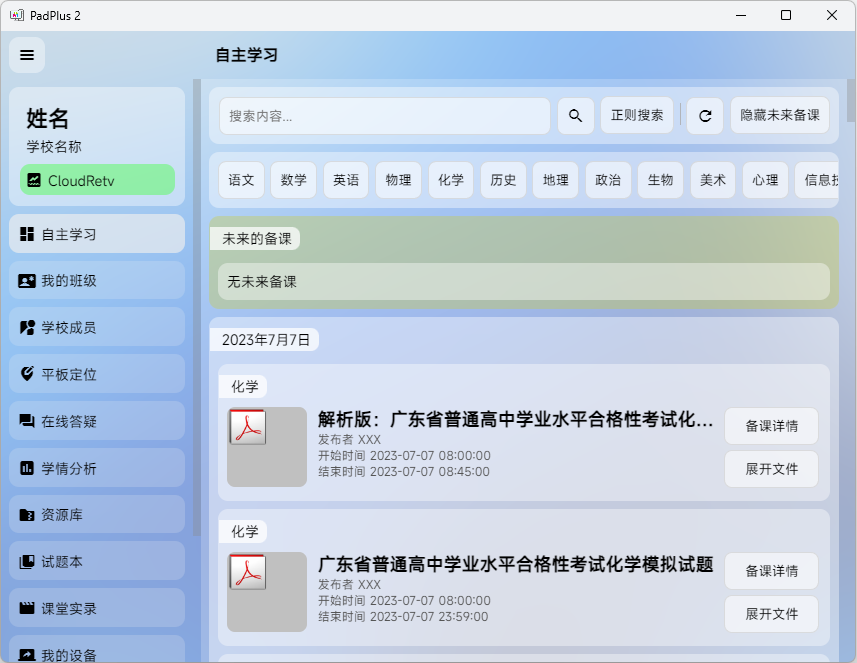 PadPlus 2
自主学习
姓名
学校名称
CloudRetv
自主学习
我的班级
学校成员
平板定位
在线答疑
学情分析
资源库
试题本
课堂实录
我的设备
搜索内容...
正则搜索
隐藏未来备课
语文
数学
英语
物理
化学
历史
地理
政治
生物
美术
心理
信息技
未来的备课
无未来备课
2023年7月7日
化学
解析版：广东省普通高中学业水平合格性考试化...
发布者 XXX
开始时间 2023-07-07 08:00:00
结束时间 2023-07-07 08:45:00
备课详情
展开文件
化学
广东省普通高中学业水平合格性考试化学模拟试题
发布者 XXX
开始时间 2023-07-07 08:00:00
结束时间 2023-07-07 23:59:00
备课详情
展开文件